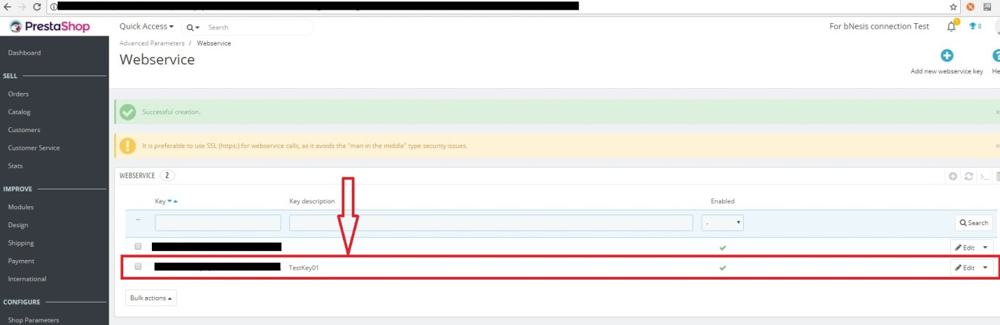 PrestaShop Quick Access Search For bNesis connection Test 1 8
Advanced Parameters / Webservice
Webservice
Add new webservice key He
Dashboard
SELL
Orders
Catalog
Customers
Customer Service
Stats
IMPROVE
Modules
Design
Shipping
Payment
International
CONFIGURE
Shop Parameters
Successful creation.
It is preferable to use SSL (https:) for webservice calls, as it avoids the "man in the middle" type security issues.
WEBSERVICE 2
Key Key description Enabled
-- - Search
Edit
TestKey01 Edit
Bulk actions